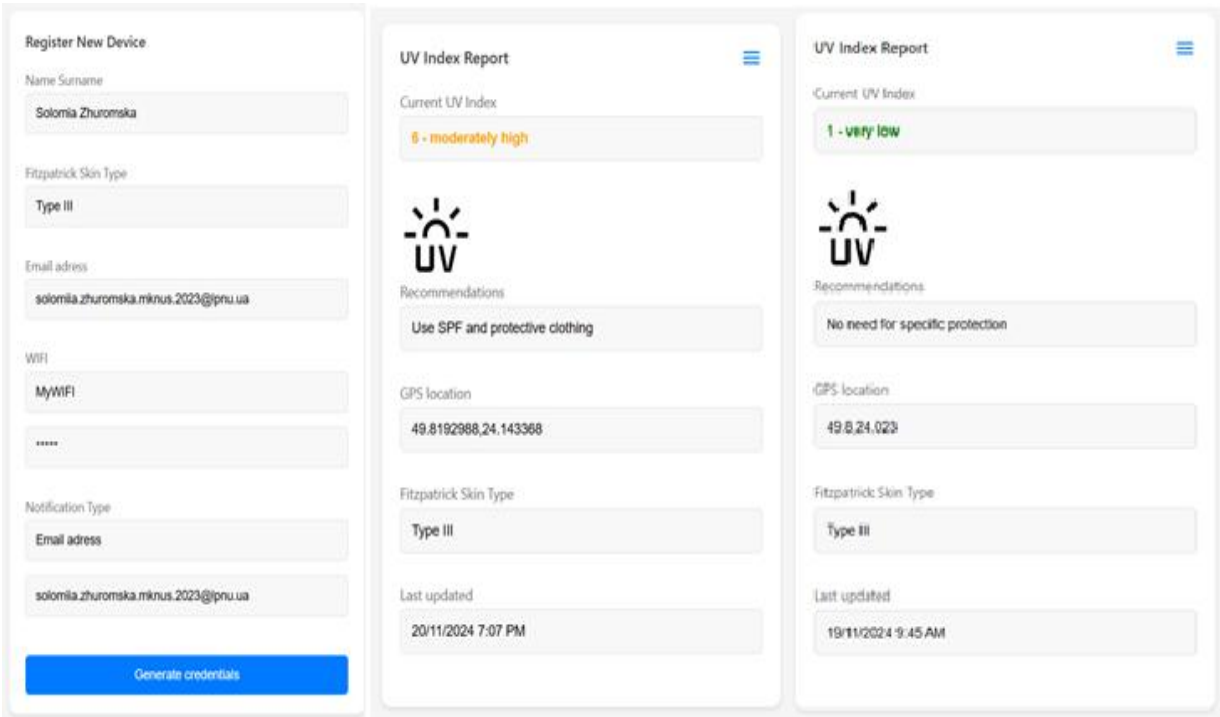 Register New Device
Name Surname
Solomia Zhuromska
Fitzpatrick Skin Type
Type III
Email adress
solomiia.zhuromska.mknus.2023@lpnu.ua
WIFI
MyWIFI
•••••
Notification Type
Email adress
solomiia.zhuromska.mknus.2023@lpnu.ua
Generate credentials
UV Index Report
Current UV Index
6 - moderately high
UV
Recommendations
Use SPF and protective clothing
GPS location
49.8192988,24.143368
Fitzpatrick Skin Type
Type III
Last updated
20/11/2024 7:07 PM
UV Index Report
Current UV Index
1 - very low
UV
Recommendations
No need for specific protection
GPS location
49.8,24.023
Fitzpatrick Skin Type
Type III
Last updated
19/11/2024 9:45 AM